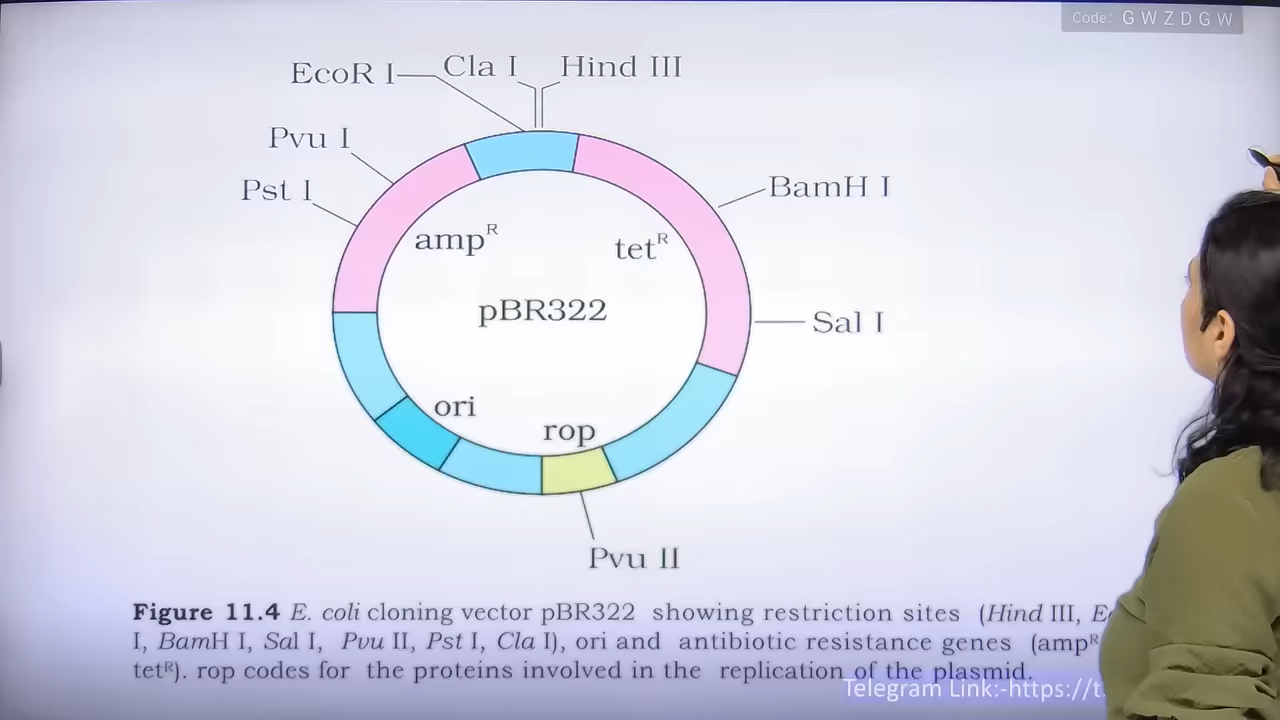 Code: G W Z D G W
EcoR I
Cla I
Hind III
Pvu I
Pst I
BamH I
amp^R
tet^R
pBR322
Sal I
ori
rop
Pvu II
Figure 11.4 E. coli cloning vector pBR322 showing restriction sites (Hind III,
I, BamH I, Sal I, Pvu II, Pst I, Cla I), ori and antibiotic resistance genes (amp^R
tet^R). rop codes for the proteins involved in the replication of the plasmid.
Telegram Link:-https://t